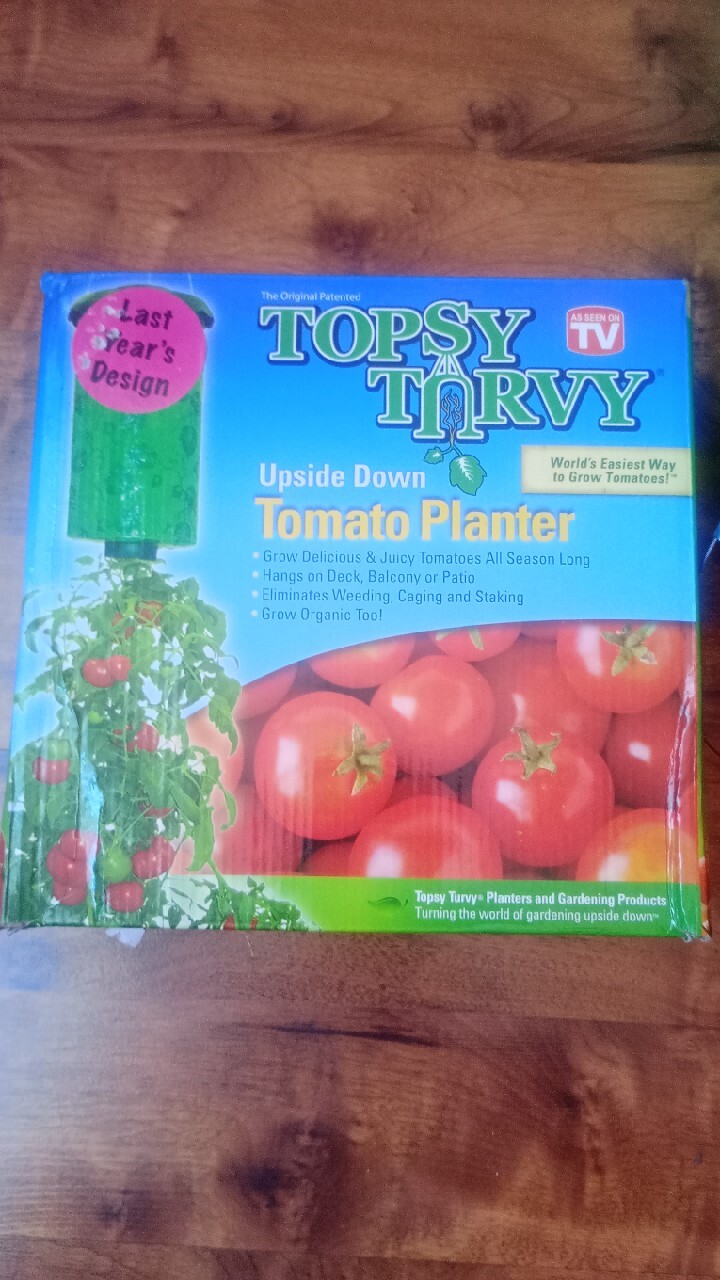 Last
Year's
Design
The Original Patented
TOPSY
TURVY®
AS SEEN ON
TV
World's Easiest Way
to Grow Tomatoes!™
Upside Down
Tomato Planter
• Grow Delicious & Juicy Tomatoes All Season Long
• Hangs on Deck, Balcony or Patio
• Eliminates Weeding, Caging and Staking
• Grow Organic Too!
Topsy Turvy® Planters and Gardening Products
Turning the world of gardening upside down™